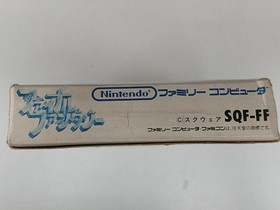 ファイナル
ファンタジー
Nintendo ファミリー コンピュータ
©スクウェア SQF-FF
ファミリー コンピュータ・ファミコンは、任天堂の商標です。